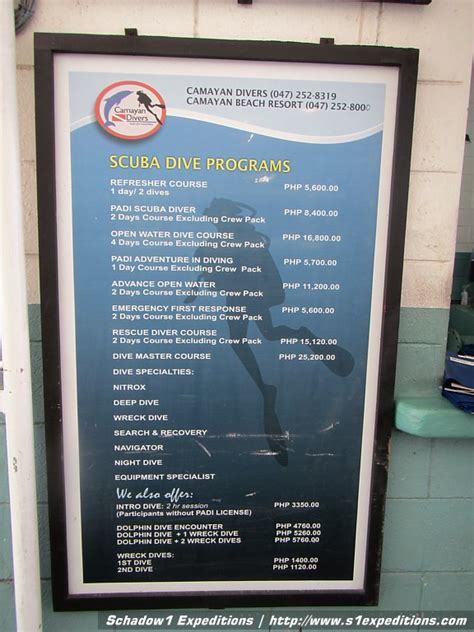 CAMAYAN DIVERS (047) 252-8319
CAMAYAN BEACH RESORT (047) 252-800
Camayan
Divers
SCUBA DIVE PROGRAMS
REFRESHER COURSE PHP 5,600.00
1 day/ 2 dives
PADI SCUBA DIVER PHP 8,400.00
2 Days Course Excluding Crew Pack
OPEN WATER DIVE COURSE PHP 16,800.00
4 Days Course Excluding Crew Pack
PADI ADVENTURE IN DIVING PHP 5,700.00
1 Day Course Excluding Crew Pack
ADVANCE OPEN WATER PHP 11,200.00
2 Days Course Excluding Crew Pack
EMERGENCY FIRST RESPONSE PHP 5,600.00
2 Days Course Excluding Crew Pack
RESCUE DIVER COURSE PHP 15,120.00
2 Days Course Excluding Crew Pack
DIVE MASTER COURSE PHP 25,200.00
DIVE SPECIALTIES:
NITROX
DEEP DIVE
WRECK DIVE
SEARCH & RECOVERY
NAVIGATOR
NIGHT DIVE
EQUIPMENT SPECIALIST
We also offer:
INTRO DIVE: 2 hr session PHP 3350.00
(Participants without PADI LICENSE)
DOLPHIN DIVE ENCOUNTER PHP 4760.00
DOLPHIN DIVE + 1 WRECK DIVE PHP 5260.00
DOLPHIN DIVE + 2 WRECK DIVES PHP 5760.00
WRECK DIVES:
1ST DIVE PHP 1400.00
2ND DIVE PHP 1120.00
Schadow1 Expeditions | http://www.s1expeditions.com